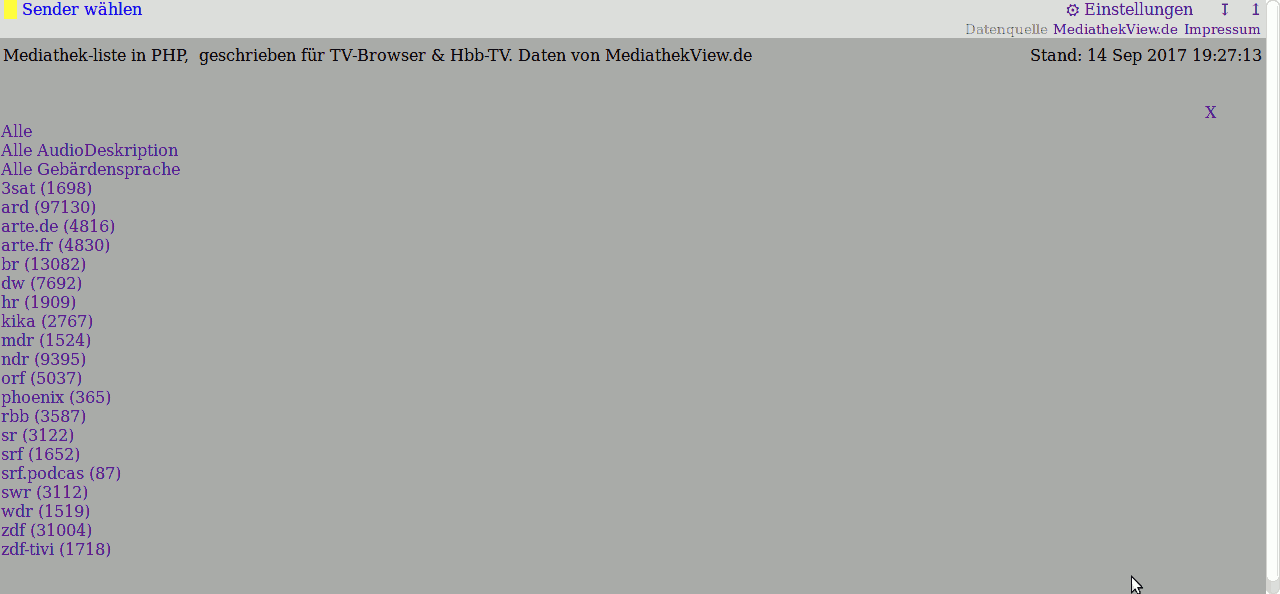 Sender wählen
⚙ Einstellungen ↧ ↥
Datenquelle MediathekView.de Impressum
Mediathek-liste in PHP, geschrieben für TV-Browser & Hbb-TV. Daten von MediathekView.de
Stand: 14 Sep 2017 19:27:13
X
Alle
Alle AudioDeskription
Alle Gebärdensprache
3sat (1698)
ard (97130)
arte.de (4816)
arte.fr (4830)
br (13082)
dw (7692)
hr (1909)
kika (2767)
mdr (1524)
ndr (9395)
orf (5037)
phoenix (365)
rbb (3587)
sr (3122)
srf (1652)
srf.podcas (87)
swr (3112)
wdr (1519)
zdf (31004)
zdf-tivi (1718)